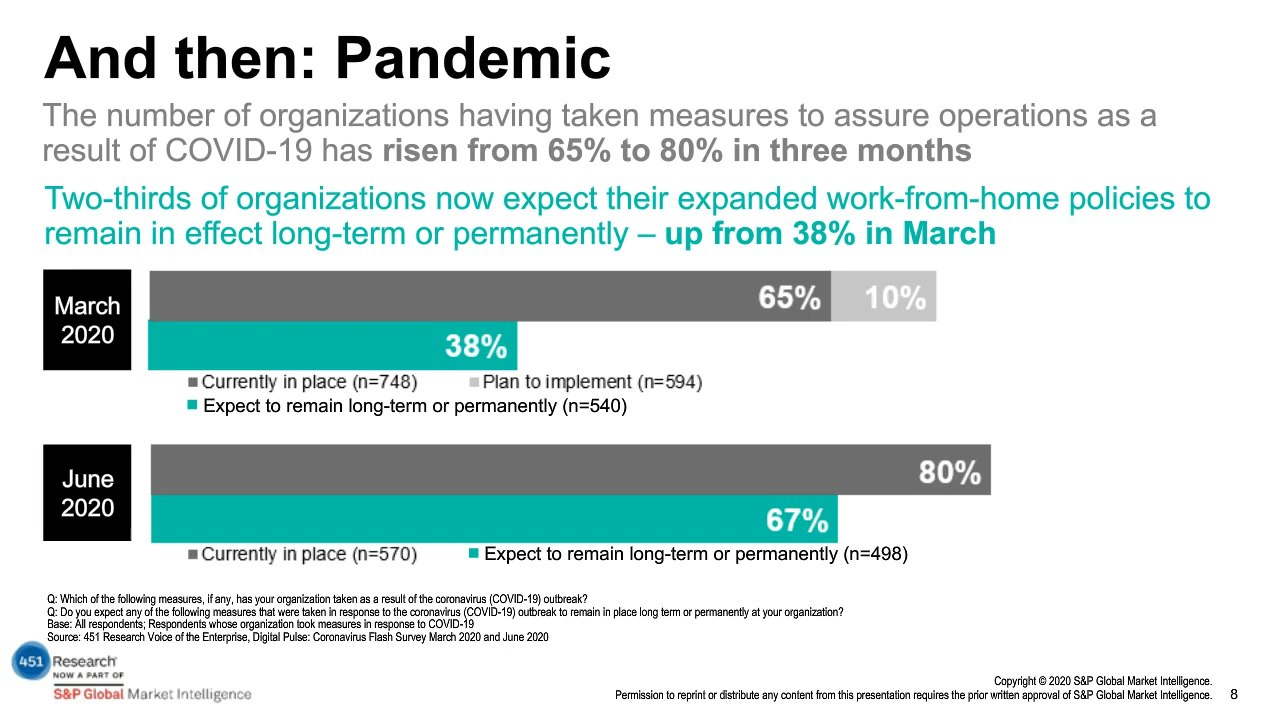 And then: Pandemic
The number of organizations having taken measures to assure operations as a
result of COVID-19 has risen from 65% to 80% in three months
Two-thirds of organizations now expect their expanded work-from-home policies to
remain in effect long-term or permanently – up from 38% in March
March
2020
65% 10%
38%
Currently in place (n=748) Plan to implement (n=594)
Expect to remain long-term or permanently (n=540)
June
2020
80%
67%
Currently in place (n=570) Expect to remain long-term or permanently (n=498)
Q: Which of the following measures, if any, has your organization taken as a result of the coronavirus (COVID-19) outbreak?
Q: Do you expect any of the following measures that were taken in response to the coronavirus (COVID-19) outbreak to remain in place long term or permanently at your organization?
Base: All respondents; Respondents whose organization took measures in response to COVID-19
Source: 451 Research Voice of the Enterprise, Digital Pulse: Coronavirus Flash Survey March 2020 and June 2020
451 Research
NOW A PART OF
S&P Global Market Intelligence
Copyright © 2020 S&P Global Market Intelligence.
Permission to reprint or distribute any content from this presentation requires the prior written approval of S&P Global Market Intelligence. 8